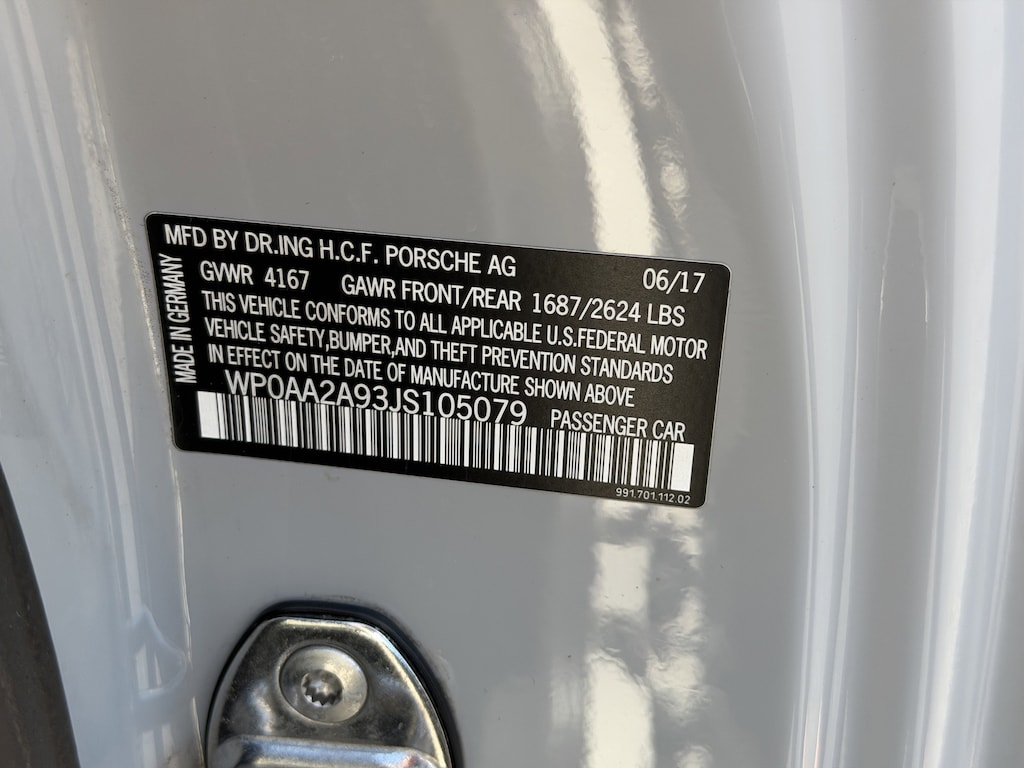 MFD BY DR.ING H.C.F. PORSCHE AG 06/17
GVWR 4167 GAWR FRONT/REAR 1687/2624 LBS
THIS VEHICLE CONFORMS TO ALL APPLICABLE U.S.FEDERAL MOTOR
VEHICLE SAFETY,BUMPER,AND THEFT PREVENTION STANDARDS
IN EFFECT ON THE DATE OF MANUFACTURE SHOWN ABOVE
WP0AA2A93JS105079 PASSENGER CAR
991.701.112.02
MADE IN GERMANY